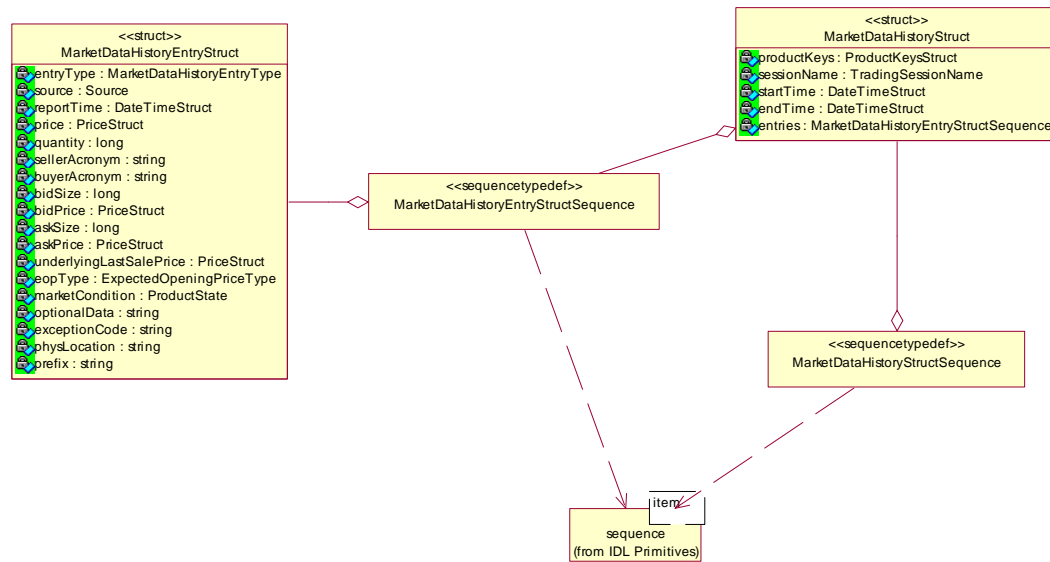 <<struct>>
MarketDataHistoryEntryStruct
entryType : MarketDataHistoryEntryType
source : Source
reportTime : DateTimeStruct
price : PriceStruct
quantity : long
sellerAcronym : string
buyerAcronym : string
bidSize : long
bidPrice : PriceStruct
askSize : long
askPrice : PriceStruct
underlyingLastSalePrice : PriceStruct
eopType : ExpectedOpeningPriceType
marketCondition : ProductState
optionalData : string
exceptionCode : string
physLocation : string
prefix : string
<<struct>>
MarketDataHistoryStruct
productKeys : ProductKeysStruct
sessionName : TradingSessionName
startTime : DateTimeStruct
endTime : DateTimeStruct
entries : MarketDataHistoryEntryStructSequence
<<sequencetypedef>>
MarketDataHistoryEntryStructSequence
<<sequencetypedef>>
MarketDataHistoryStructSequence
item
sequence
(from IDL Primitives)